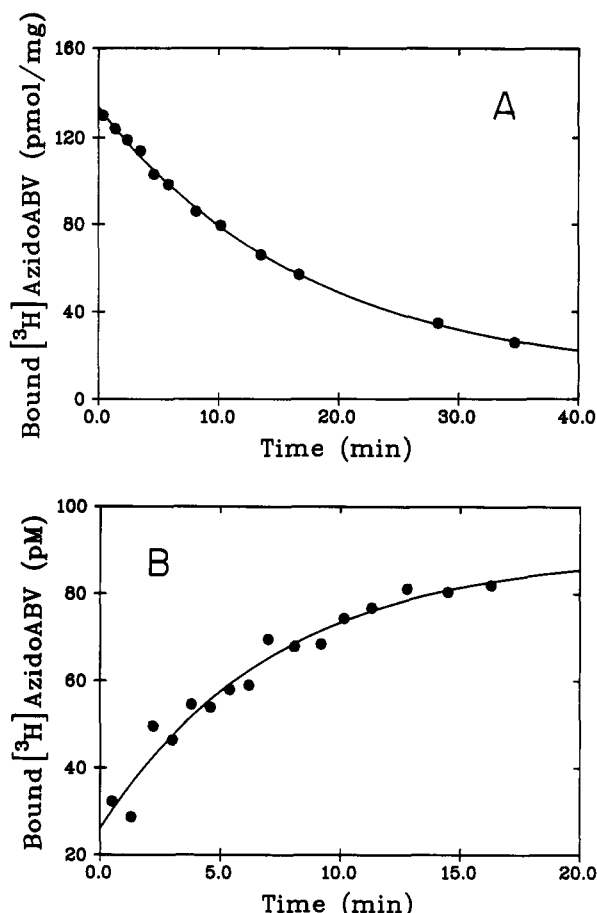 Bound [³H] AzidoABV (pmol/mg)
160
120
80
40
0
A
0.0 10.0 20.0 30.0 40.0
Time (min)
Bound [³H] AzidoABV (pM)
100
80
60
40
20
B
0.0 5.0 10.0 15.0 20.0
Time (min)